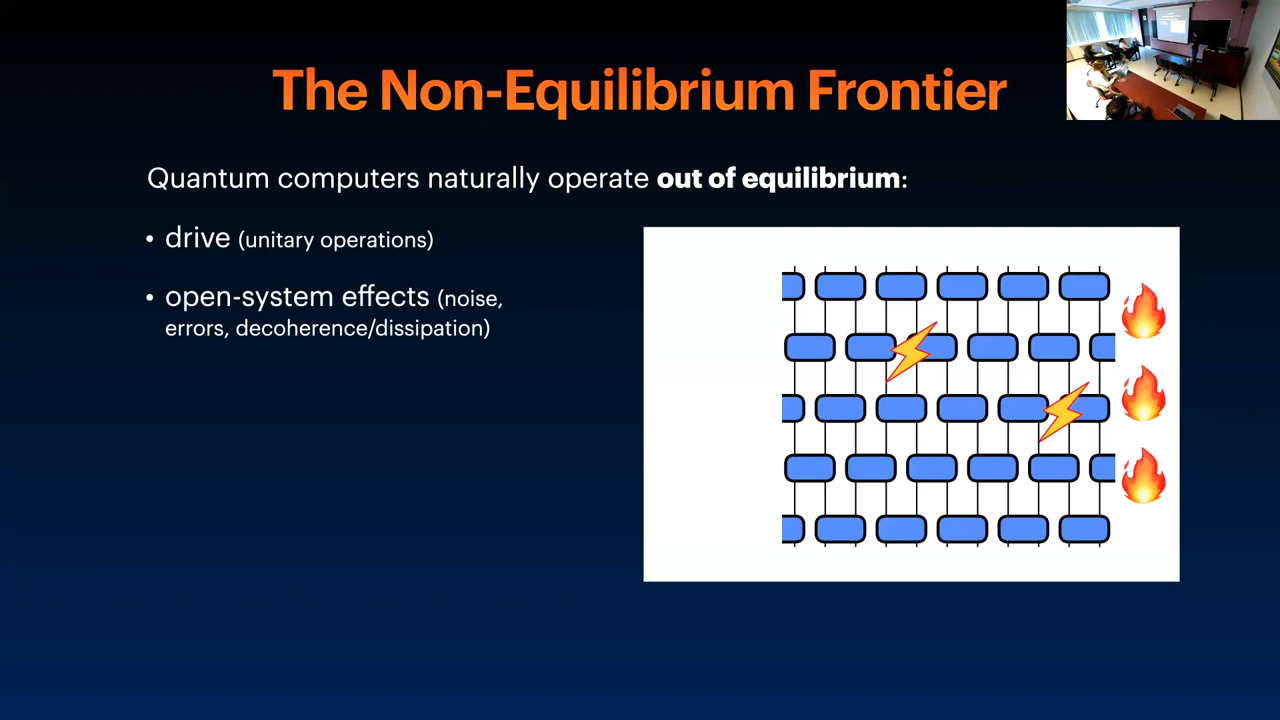 The Non-Equilibrium Frontier
Quantum computers naturally operate out of equilibrium:
• drive (unitary operations)
• open-system effects (noise,
errors, decoherence/dissipation)